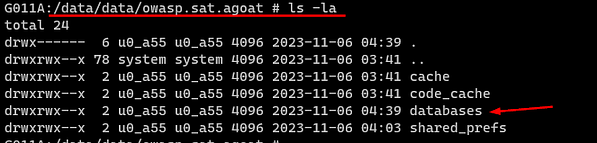 G011A:/data/data/owasp.sat.agoat # ls -la
total 24
drwx------  6 u0_a55 u0_a55 4096 2023-11-06 04:39 .
drwxrwx--x 78 system system 4096 2023-11-06 03:41 ..
drwxrwx--x  2 u0_a55 u0_a55 4096 2023-11-06 03:41 cache
drwxrwx--x  2 u0_a55 u0_a55 4096 2023-11-06 03:41 code_cache
drwxrwx--x  2 u0_a55 u0_a55 4096 2023-11-06 04:39 databases
drwxrwx--x  2 u0_a55 u0_a55 4096 2023-11-06 04:03 shared_prefs
G011A:/data/data/owasp.sat.agoat #